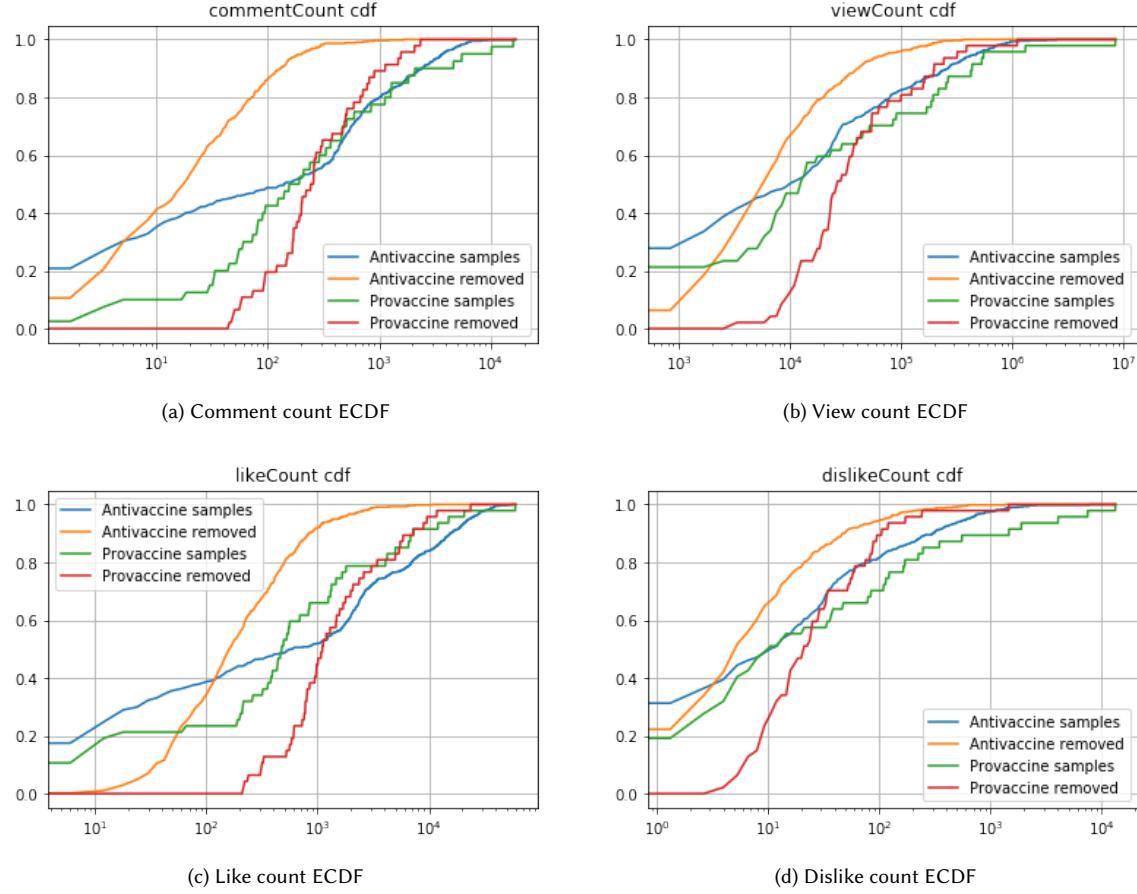 commentCount cdf
1.0
0.8
0.6
0.4
0.2
0.0
Antivaccine samples
Antivaccine removed
Provaccine samples
Provaccine removed
10¹ 10² 10³ 10⁴
(a) Comment count ECDF
viewCount cdf
1.0
0.8
0.6
0.4
0.2
0.0
Antivaccine samples
Antivaccine removed
Provaccine samples
Provaccine removed
10³ 10⁴ 10⁵ 10⁶ 10⁷
(b) View count ECDF
likeCount cdf
1.0
0.8
0.6
0.4
0.2
0.0
Antivaccine samples
Antivaccine removed
Provaccine samples
Provaccine removed
10¹ 10² 10³ 10⁴
(c) Like count ECDF
dislikeCount cdf
1.0
0.8
0.6
0.4
0.2
0.0
Antivaccine samples
Antivaccine removed
Provaccine samples
Provaccine removed
10⁰ 10¹ 10² 10³ 10⁴
(d) Dislike count ECDF